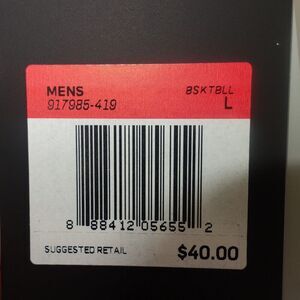 MENS BSKTBLL
917985-419 L
8 88412 05655 2
SUGGESTED RETAIL $40.00